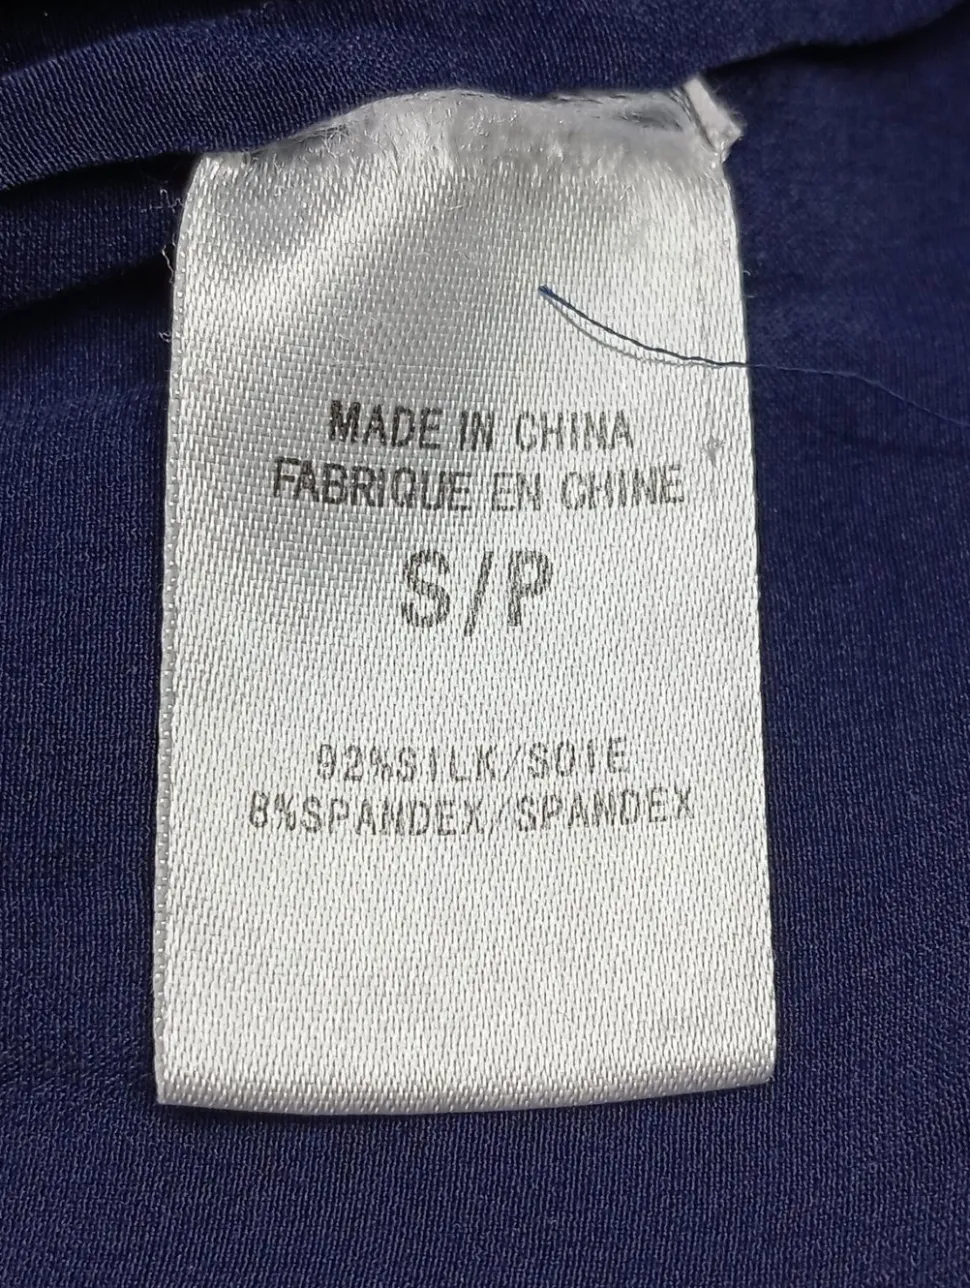 MADE IN CHINA
FABRIQUE EN CHINE
S/P
92%SILK/SOIE
8%SPANDEX/SPANDEX